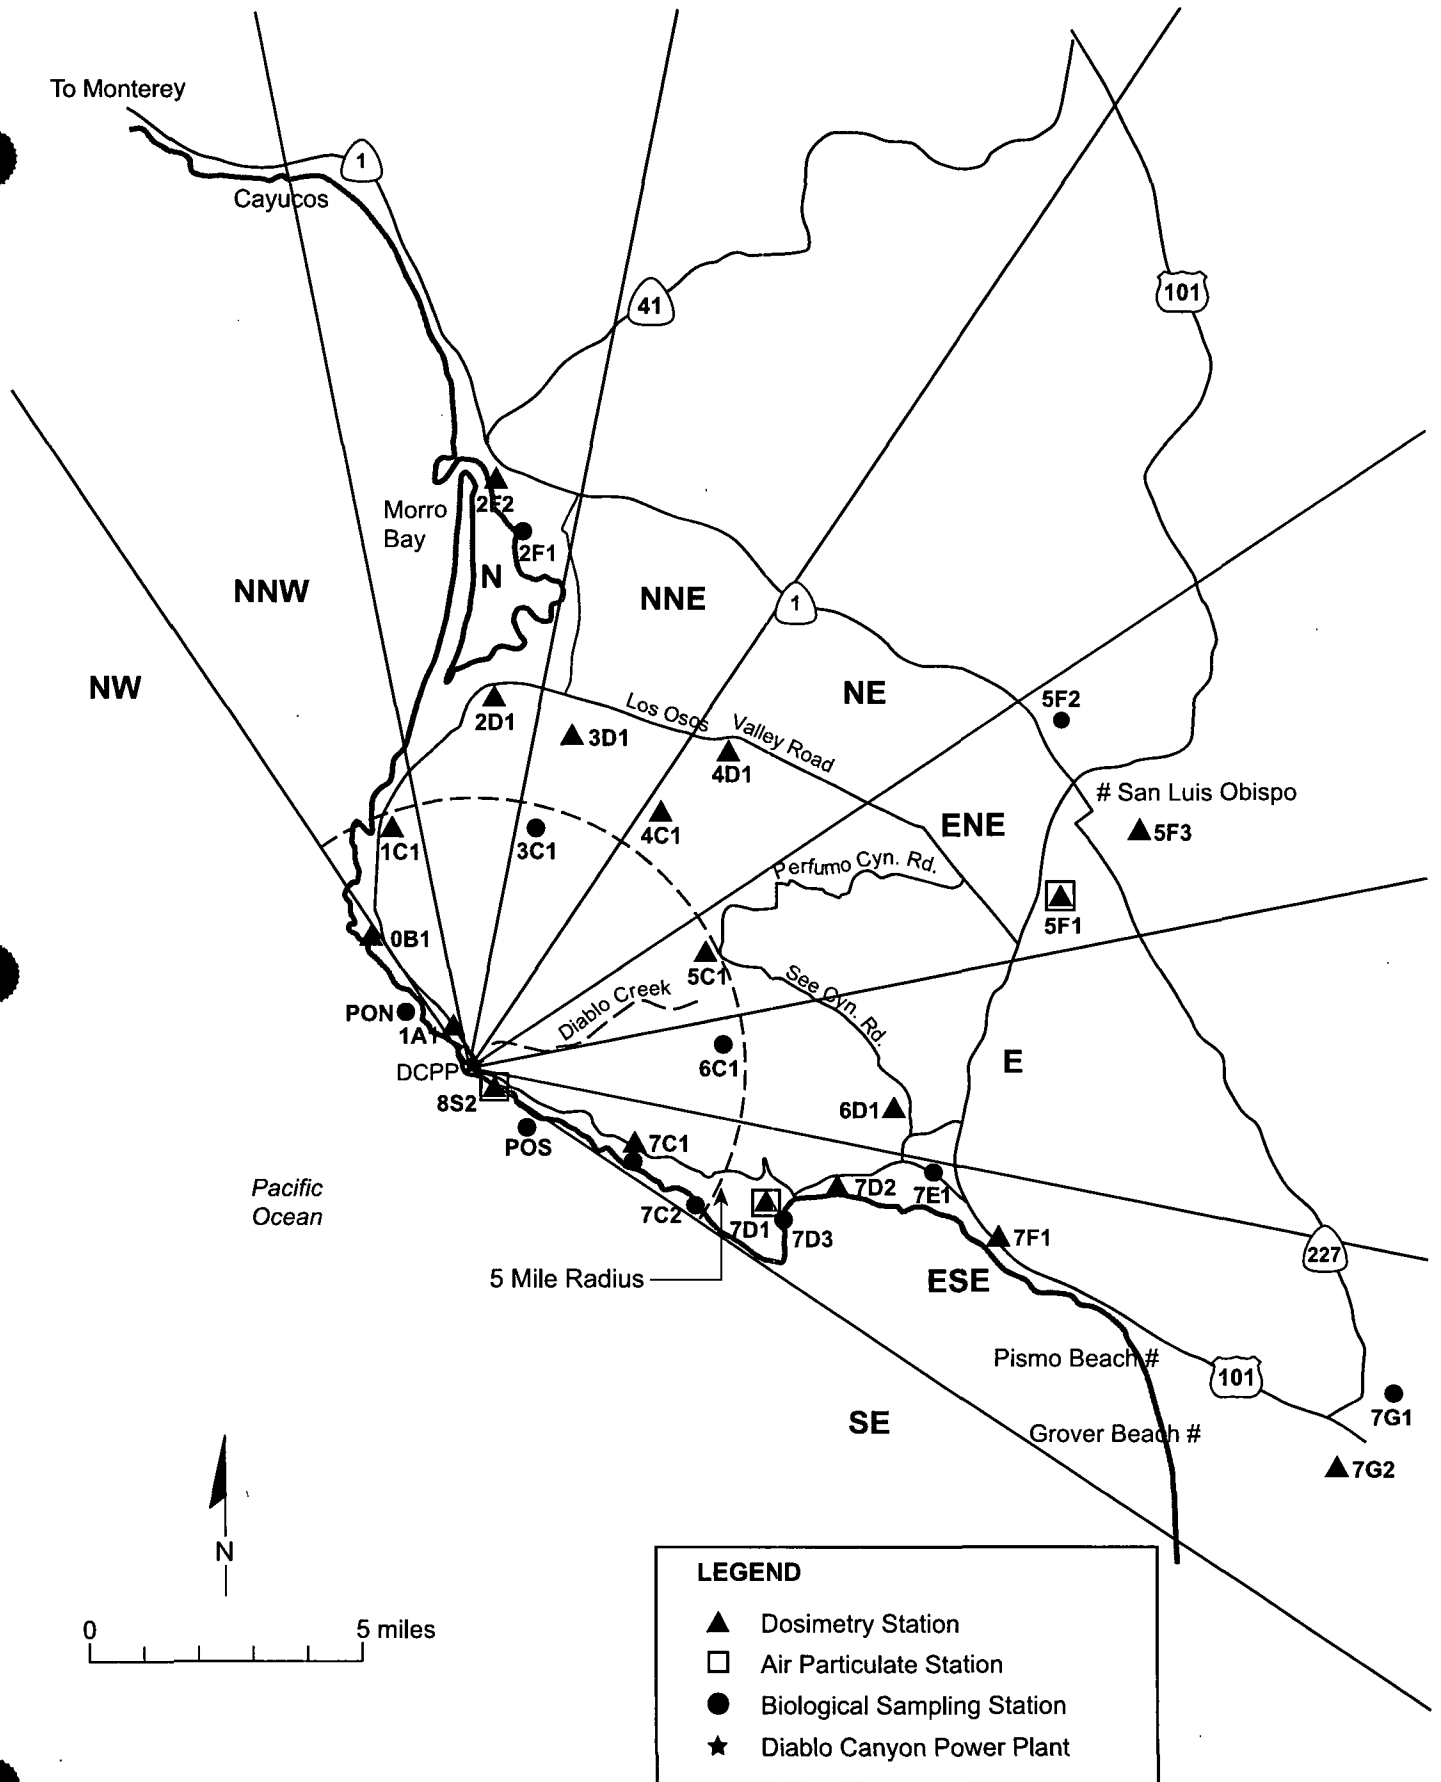 To Monterey
1
Cayucos
41
101
2F2
Morro
Bay
2F1
N
NNW
NNE
1
NW
NE
5F2
Los Osos Valley Road
2D1
3D1
4D1
# San Luis Obispo
ENE
5F3
4C1
1C1
3C1
Perfumo Cyn. Rd.
5F1
0B1
5C1
See Cyn. Rd.
Diablo Creek
PON
1A1
E
DCPP
6C1
8S2
6D1
POS
7C1
Pacific
Ocean
7C2
7D1
7D2
7E1
7D3
7F1
227
5 Mile Radius
ESE
Pismo Beach #
101
7G1
SE
Grover Beach #
7G2
N
0
5 miles
LEGEND
Dosimetry Station
Air Particulate Station
Biological Sampling Station
Diablo Canyon Power Plant